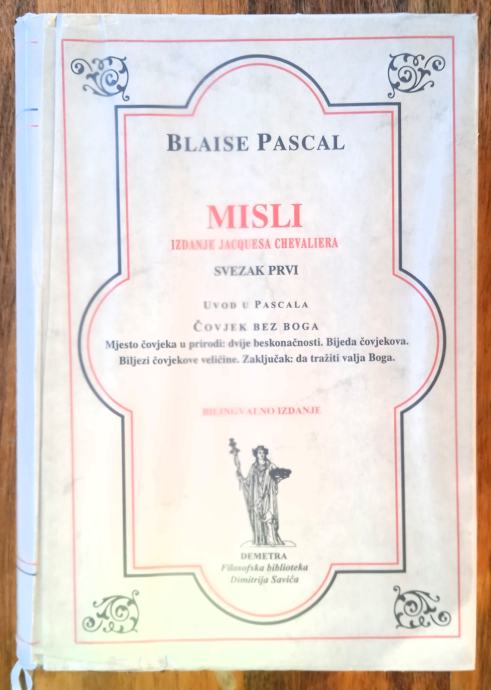 BLAISE PASCAL
MISLI
IZDANJE JACQUESA CHEVALIERA
SVEZAK PRVI
UVOD U PASCALA
ČOVJEK BEZ BOGA
Mjesto čovjeka u prirodi: dvije beskonačnosti. Bijeda čovjekova.
Biljezi čovjekove veličine. Zaključak: da tražiti valja Boga.
BILINGVALNO IZDANJE
DEMETRA
Filosofska biblioteka
Dimitrija Savića